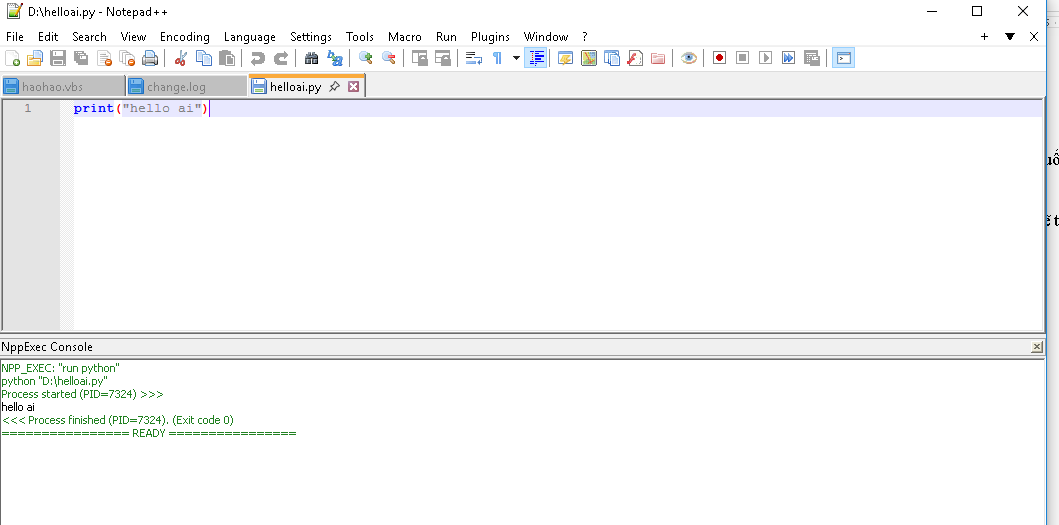 D:\helloai.py - Notepad++
File Edit Search View Encoding Language Settings Tools Macro Run Plugins Window ?
haohao.vbs change.log helloai.py
1 print("hello ai")
NppExec Console
NPP_EXEC: "run python"
python "D:\helloai.py"
Process started (PID=7324) >>>
hello ai
<<< Process finished (PID=7324). (Exit code 0)
================ READY ================